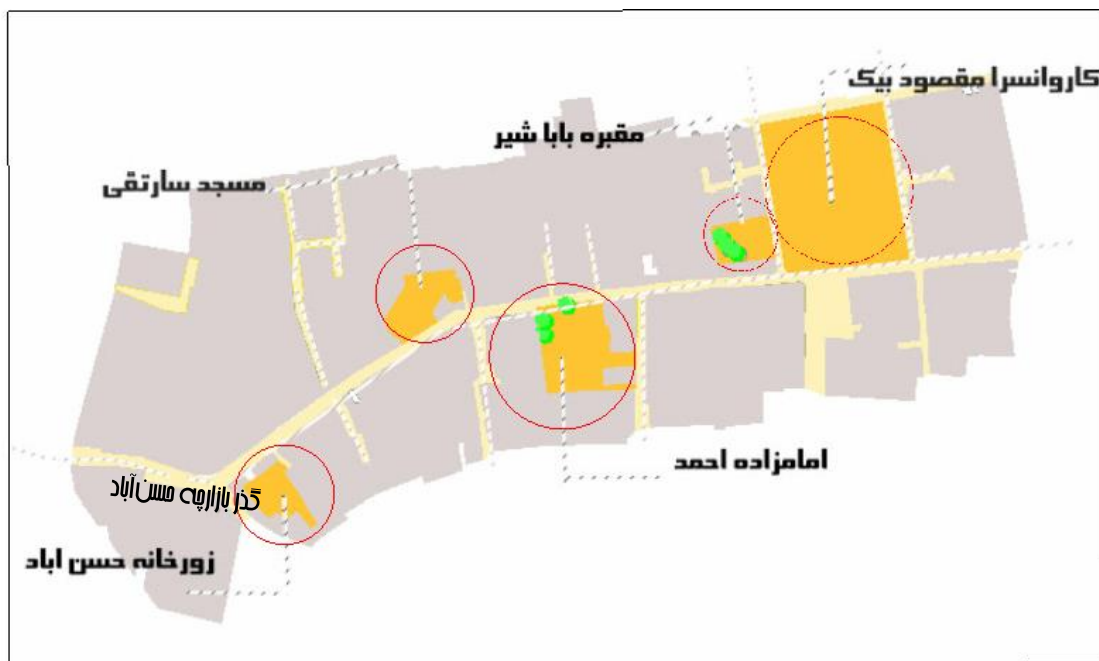 کاروانسرا مقصود بیک
مقبره بابا شیر
مسجد سارتقی
امامزاده احمد
گذر بازارچه حسن آباد
زورخانه حسن اباد